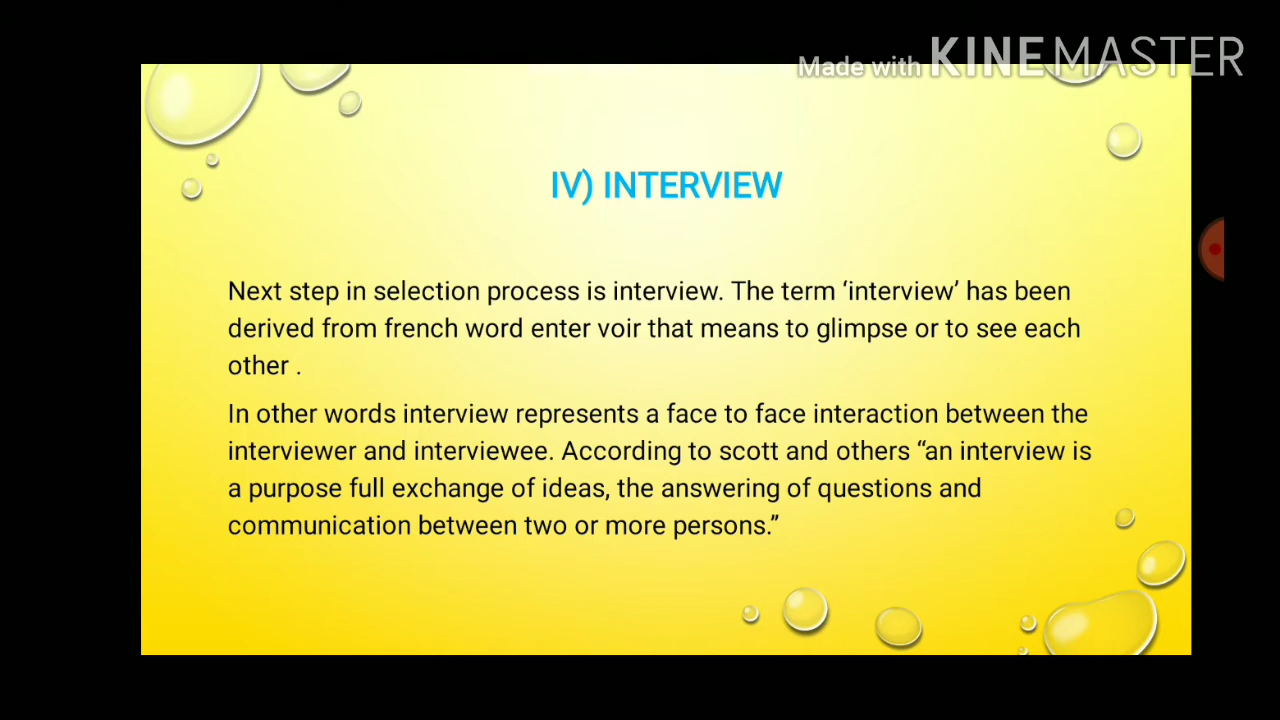 Made with KINEMASTER
IV) INTERVIEW
Next step in selection process is interview. The term ‘interview’ has been
derived from french word enter voir that means to glimpse or to see each
other .
In other words interview represents a face to face interaction between the
interviewer and interviewee. According to scott and others “an interview is
a purpose full exchange of ideas, the answering of questions and
communication between two or more persons.”